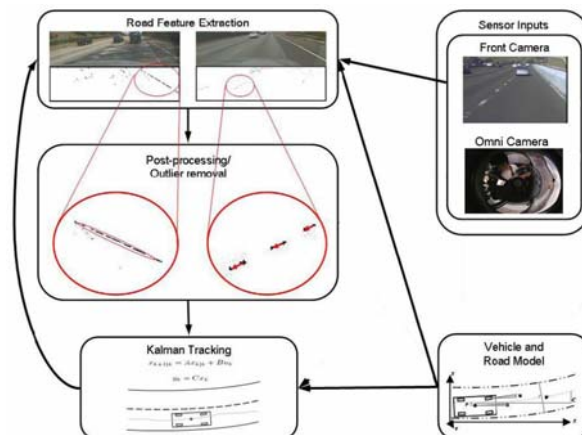 Road Feature Extraction
Sensor Inputs
Front Camera
Omni Camera
Post-processing/
Outlier removal
Kalman Tracking
Vehicle and
Road Model